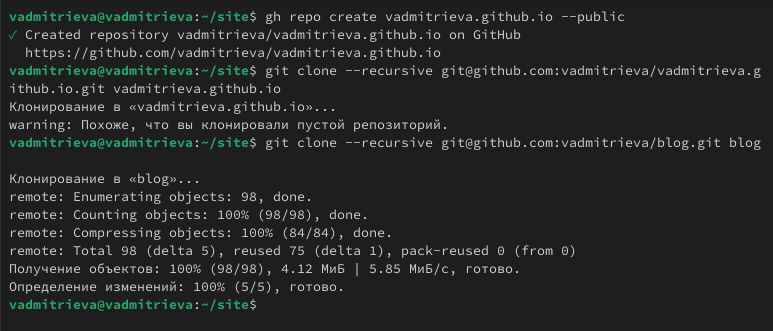 vadmitrieva@vadmitrieva:~/site$ gh repo create vadmitrieva.github.io --public
✓ Created repository vadmitrieva/vadmitrieva.github.io on GitHub
  https://github.com/vadmitrieva/vadmitrieva.github.io
vadmitrieva@vadmitrieva:~/site$ git clone --recursive git@github.com:vadmitrieva/vadmitrieva.g
ithub.io.git vadmitrieva.github.io
Клонирование в «vadmitrieva.github.io»...
warning: Похоже, что вы клонировали пустой репозиторий.
vadmitrieva@vadmitrieva:~/site$ git clone --recursive git@github.com:vadmitrieva/blog.git blog
Клонирование в «blog»...
remote: Enumerating objects: 98, done.
remote: Counting objects: 100% (98/98), done.
remote: Compressing objects: 100% (84/84), done.
remote: Total 98 (delta 5), reused 75 (delta 1), pack-reused 0 (from 0)
Получение объектов: 100% (98/98), 4.12 МиБ | 5.85 МиБ/с, готово.
Определение изменений: 100% (5/5), готово.
vadmitrieva@vadmitrieva:~/site$